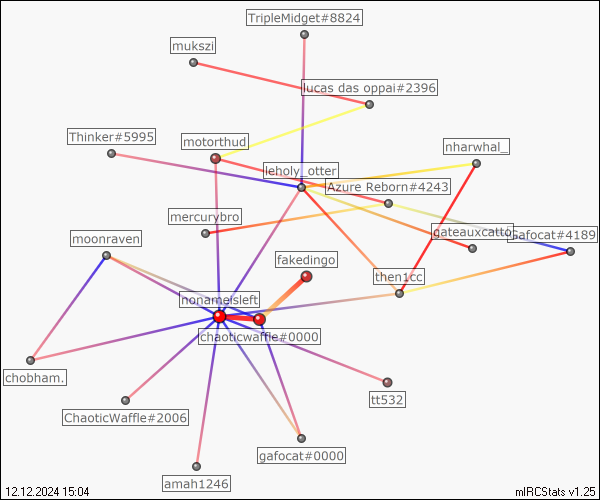 TripleMidget#8824
mukszi
lucas das oppai#2396
Thinker#5995
motorthud
nharwhal_
leholy_otter
Azure Reborn#4243
mercurybro
gateauxcatto
Gafocat#4189
moonraven
fakedingo
then1cc
nonameisleft
chaoticwaffle#0000
chobham.
tt532
ChaoticWaffle#2006
gafocat#0000
amah1246
12.12.2024 15:04
mIRCStats v1.25